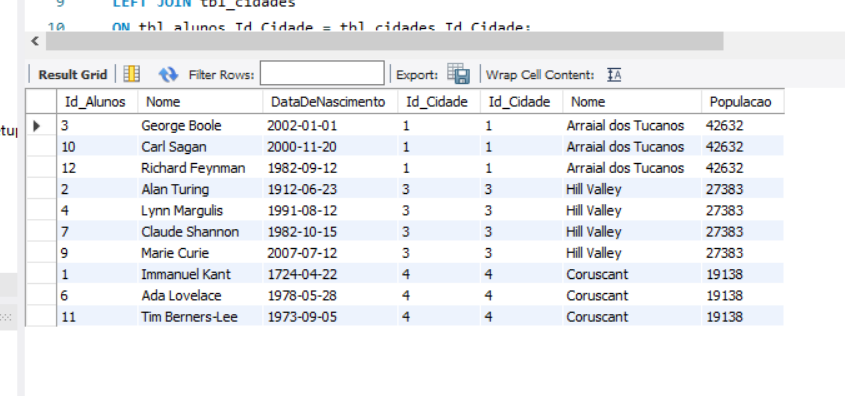 9 LEFT JOIN tbl_cidades
10 ON tbl_alunos.Id_Cidade = tbl_cidades.Id_Cidade;
Result Grid Filter Rows: Export: Wrap Cell Content: IA
Id_Alunos Nome DataDeNascimento Id_Cidade Id_Cidade Nome Populacao
3 George Boole 2002-01-01 1 1 Arraial dos Tucanos 42632
10 Carl Sagan 2000-11-20 1 1 Arraial dos Tucanos 42632
12 Richard Feynman 1982-09-12 1 1 Arraial dos Tucanos 42632
2 Alan Turing 1912-06-23 3 3 Hill Valley 27383
4 Lynn Margulis 1991-08-12 3 3 Hill Valley 27383
7 Claude Shannon 1982-10-15 3 3 Hill Valley 27383
9 Marie Curie 2007-07-12 3 3 Hill Valley 27383
1 Immanuel Kant 1724-04-22 4 4 Coruscant 19138
6 Ada Lovelace 1978-05-28 4 4 Coruscant 19138
11 Tim Berners-Lee 1973-09-05 4 4 Coruscant 19138